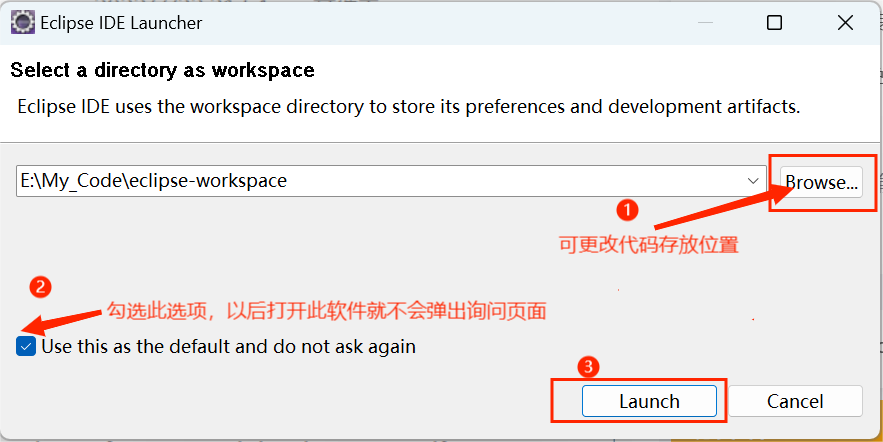 Eclipse IDE Launcher
Select a directory as workspace
Eclipse IDE uses the workspace directory to store its preferences and development artifacts.
E:\My_Code\eclipse-workspace
Browse...
1
可更改代码存放位置
2
勾选此选项，以后打开此软件就不会弹出询问页面
Use this as the default and do not ask again
3
Launch
Cancel